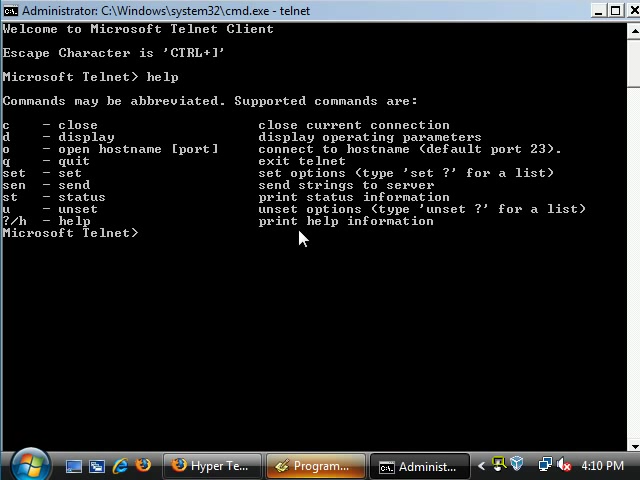 Administrator: C:\Windows\system32\cmd.exe - telnet
Welcome to Microsoft Telnet Client
Escape Character is 'CTRL+]'
Microsoft Telnet> help
Commands may be abbreviated. Supported commands are:
c    - close                  close current connection
d    - display                display operating parameters
o    - open hostname [port]   connect to hostname (default port 23).
q    - quit                   exit telnet
set  - set                    set options (type 'set ?' for a list)
sen  - send                   send strings to server
st   - status                 print status information
u    - unset                  unset options (type 'unset ?' for a list)
?/h  - help                   print help information
Microsoft Telnet>
Hyper Te... Program... Administ... 4:10 PM